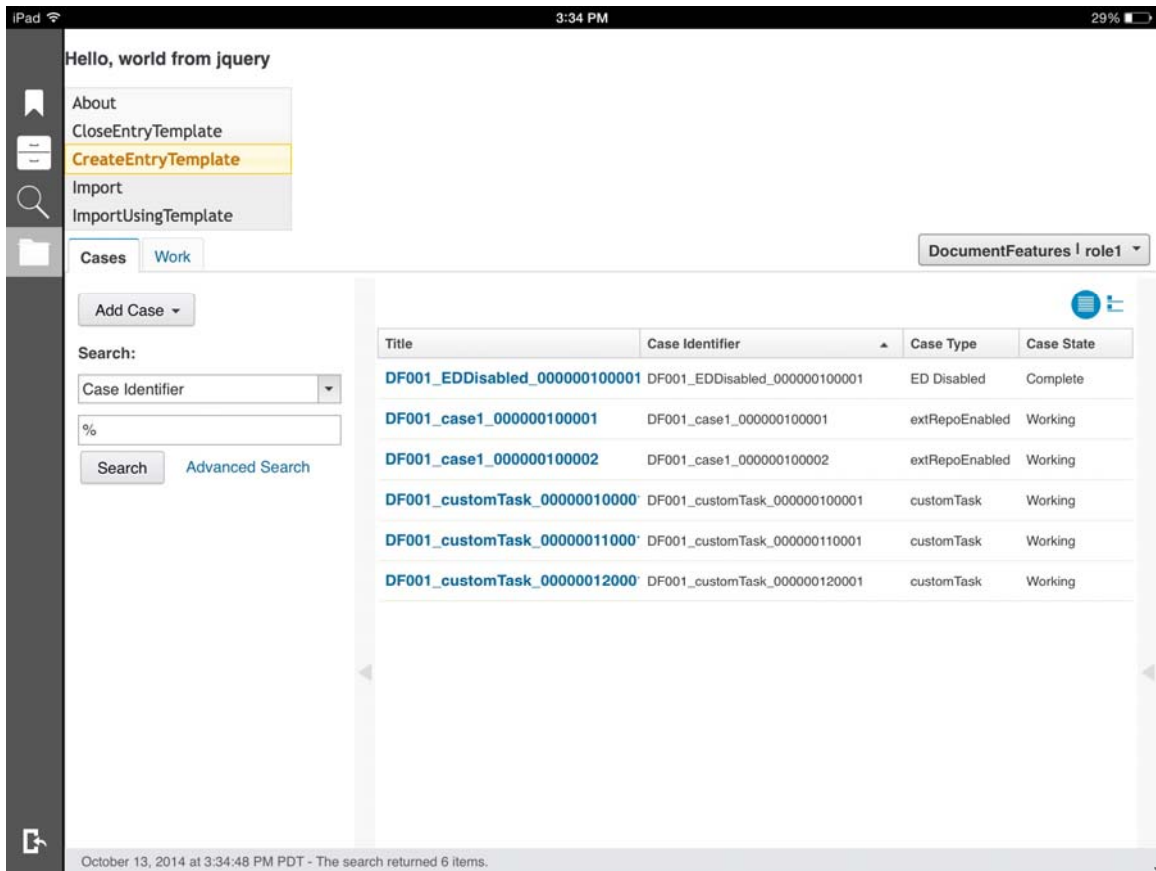 iPad 3:34 PM 29%
Hello, world from jquery
About
CloseEntryTemplate
CreateEntryTemplate
Import
ImportUsingTemplate
Cases Work DocumentFeatures | role1
Add Case
Search:
Case Identifier
%
Search Advanced Search
Title Case Identifier Case Type Case State
DF001_EDDisabled_000000100001 DF001_EDDisabled_000000100001 ED Disabled Complete
DF001_case1_000000100001 DF001_case1_000000100001 extRepoEnabled Working
DF001_case1_000000100002 DF001_case1_000000100002 extRepoEnabled Working
DF001_customTask_00000010000 DF001_customTask_000000100001 customTask Working
DF001_customTask_00000011000 DF001_customTask_000000110001 customTask Working
DF001_customTask_00000012000 DF001_customTask_000000120001 customTask Working
October 13, 2014 at 3:34:48 PM PDT - The search returned 6 items.